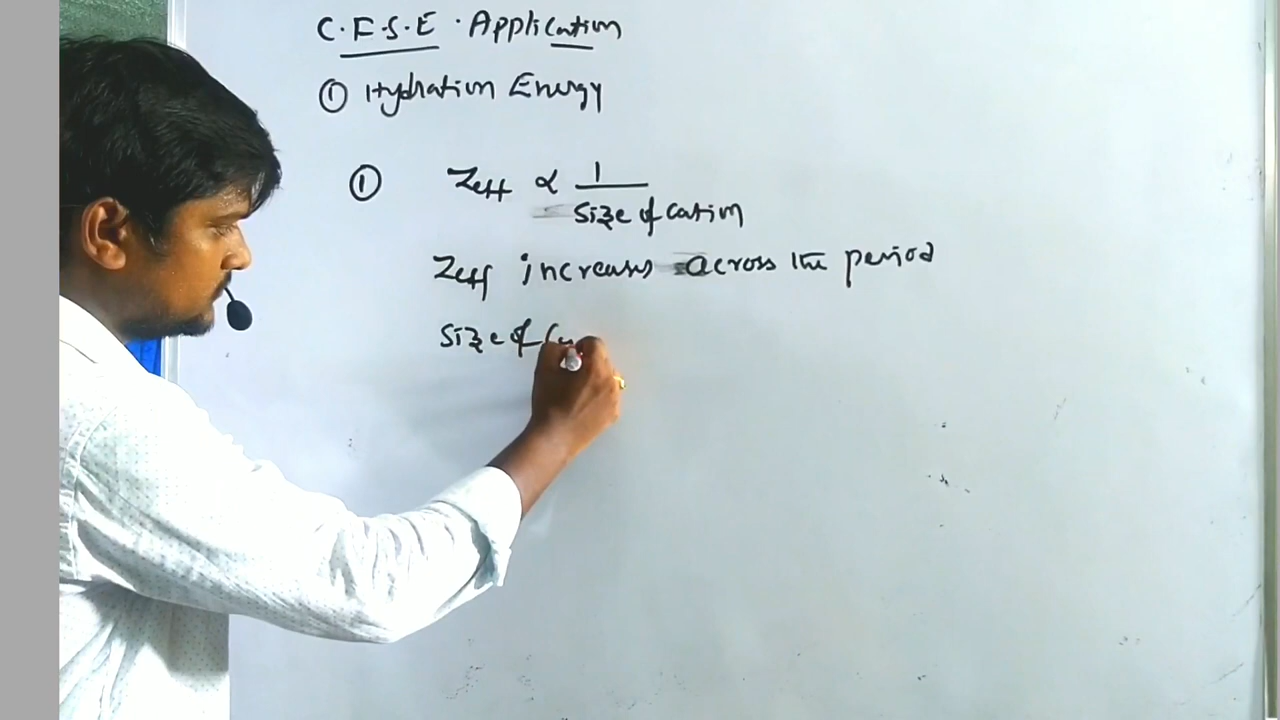 C.F.S.E. Application
① Hydration Energy
① Zeff ∝ 1 / Size of cation
Zeff increases across the period
Size of